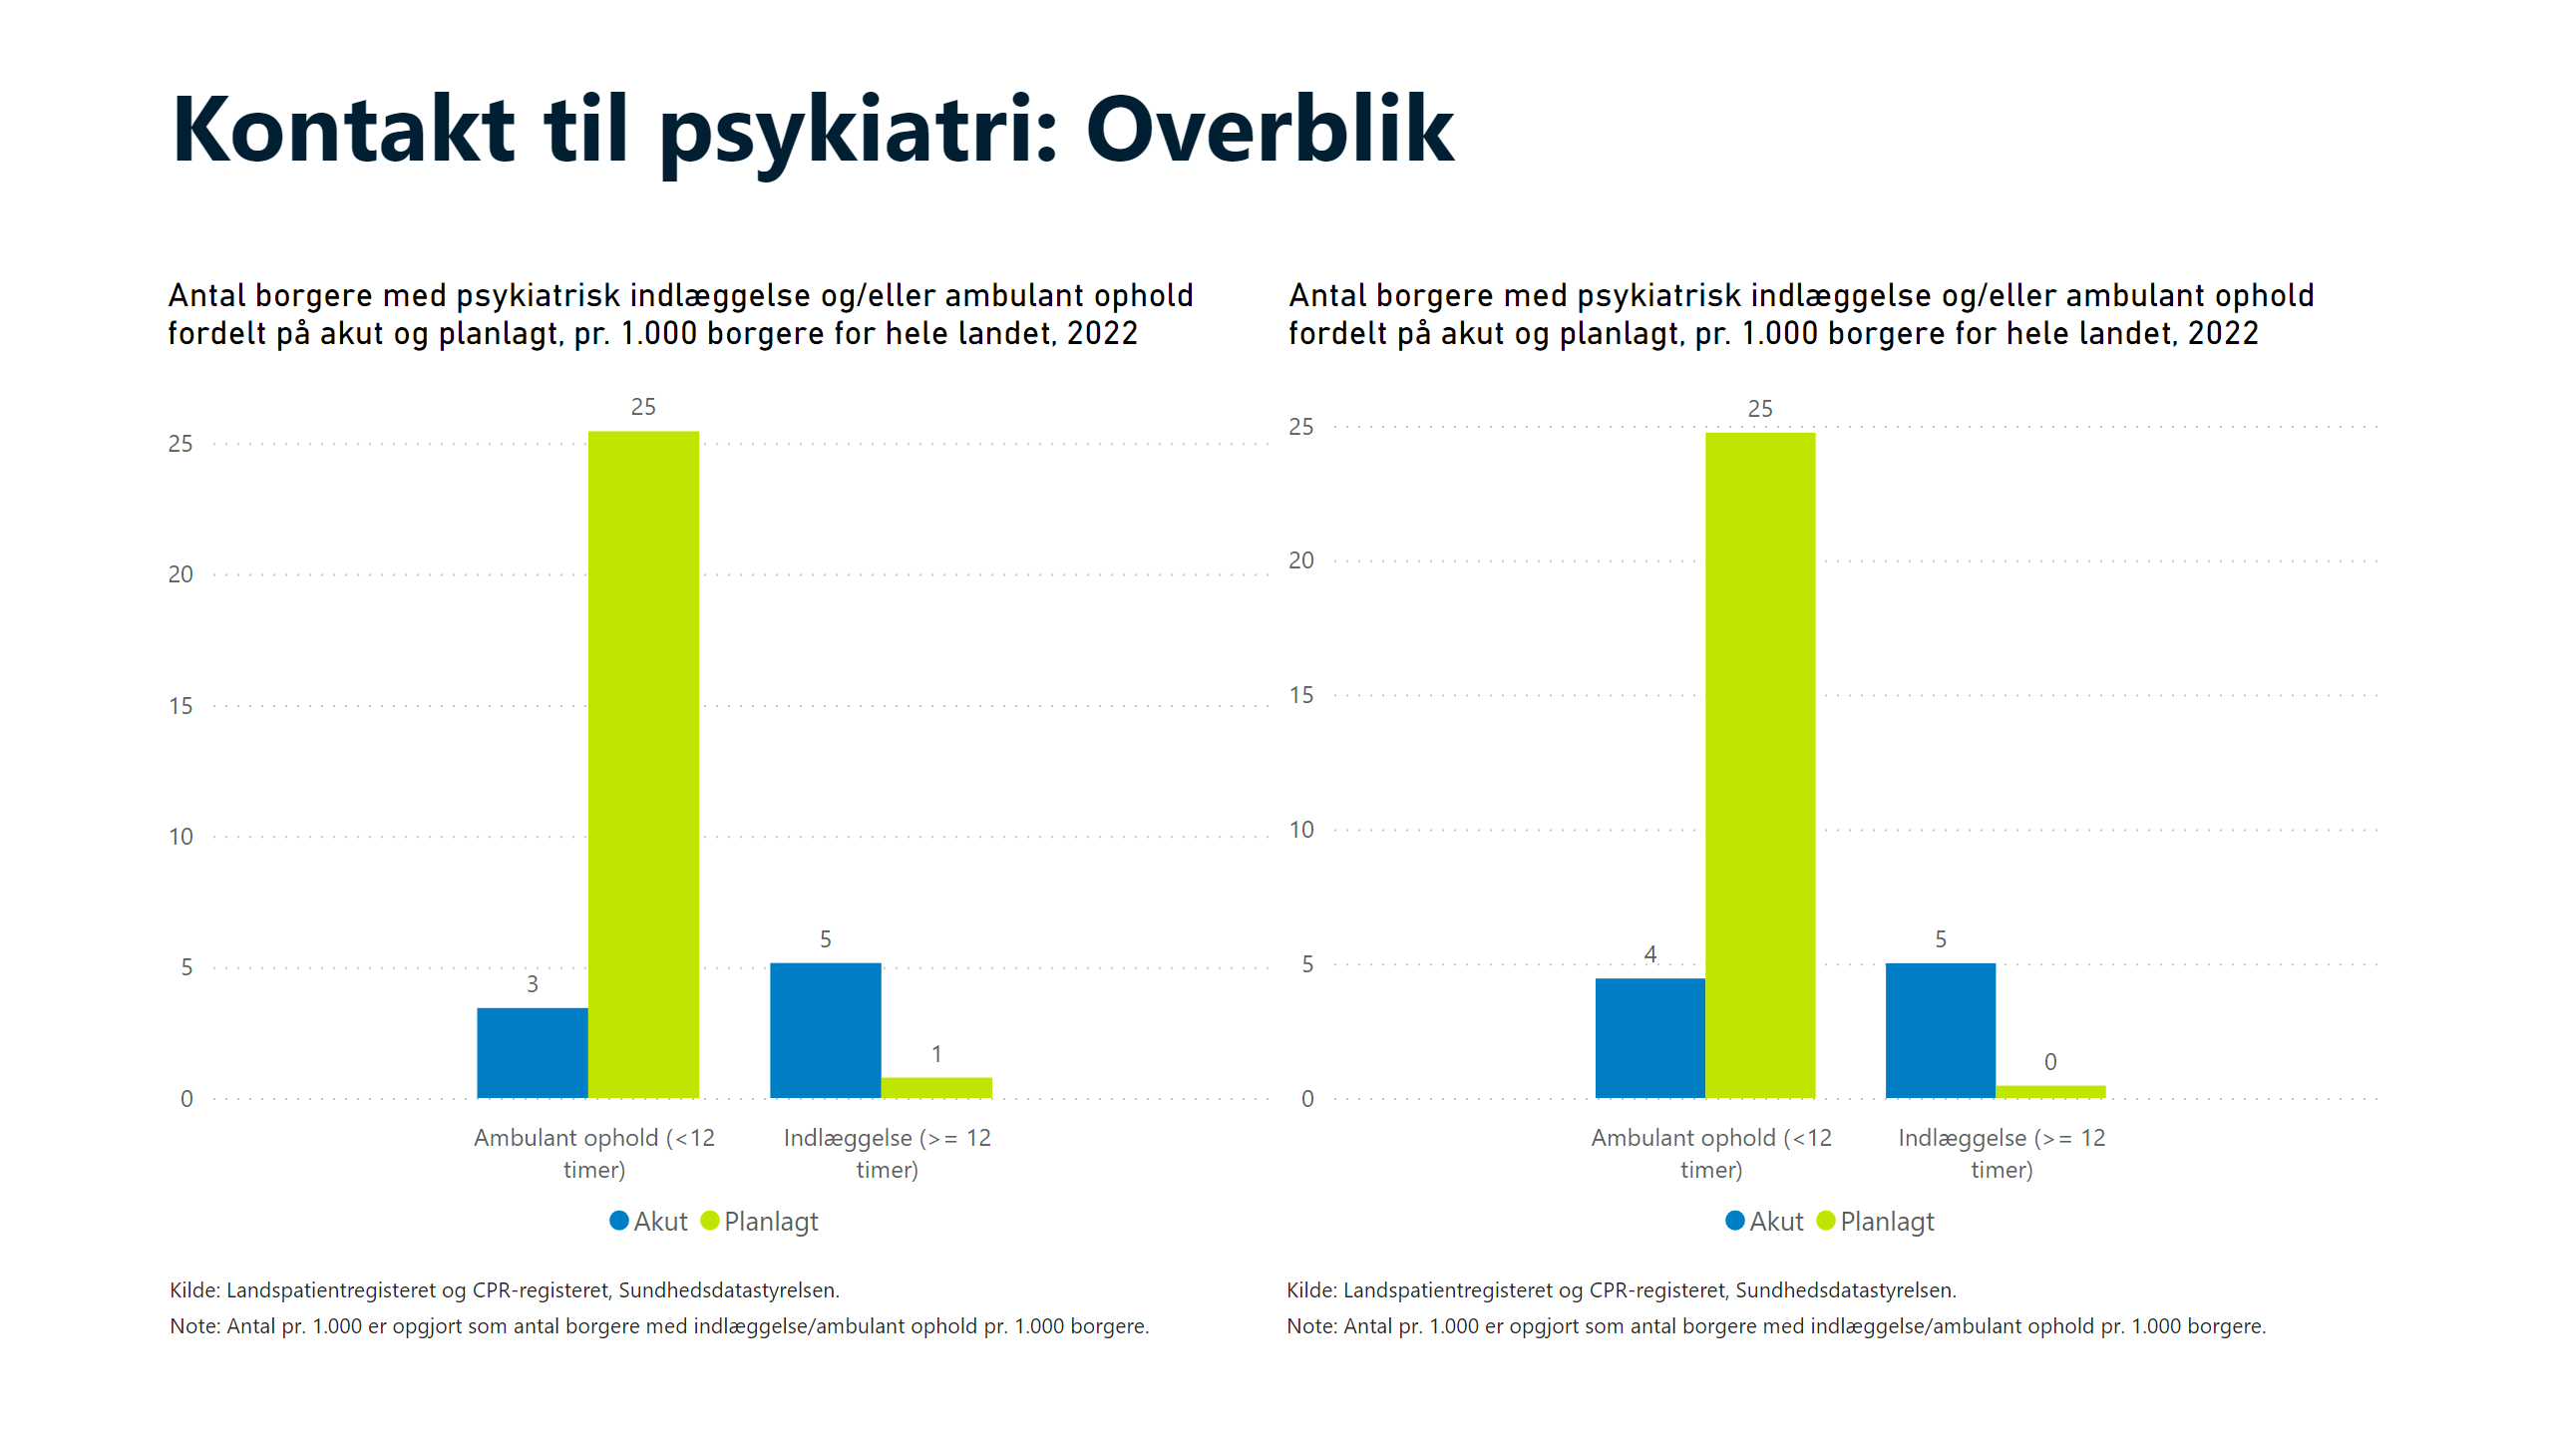 Kontakt til psykiatri: Overblik
Antal borgere med psykiatrisk indlæggelse og/eller ambulant ophold
fordelt på akut og planlagt, pr. 1.000 borgere for hele landet, 2022
25
20
15
10
5
0
3
25
5
1
Ambulant ophold (<12
timer)
Indlæggelse (>= 12
timer)
Akut Planlagt
Kilde: Landspatientregisteret og CPR-registeret, Sundhedsdatastyrelsen.
Note: Antal pr. 1.000 er opgjort som antal borgere med indlæggelse/ambulant ophold pr. 1.000 borgere.
Antal borgere med psykiatrisk indlæggelse og/eller ambulant ophold
fordelt på akut og planlagt, pr. 1.000 borgere for hele landet, 2022
25
20
15
10
5
0
4
25
5
0
Ambulant ophold (<12
timer)
Indlæggelse (>= 12
timer)
Akut Planlagt
Kilde: Landspatientregisteret og CPR-registeret, Sundhedsdatastyrelsen.
Note: Antal pr. 1.000 er opgjort som antal borgere med indlæggelse/ambulant ophold pr. 1.000 borgere.